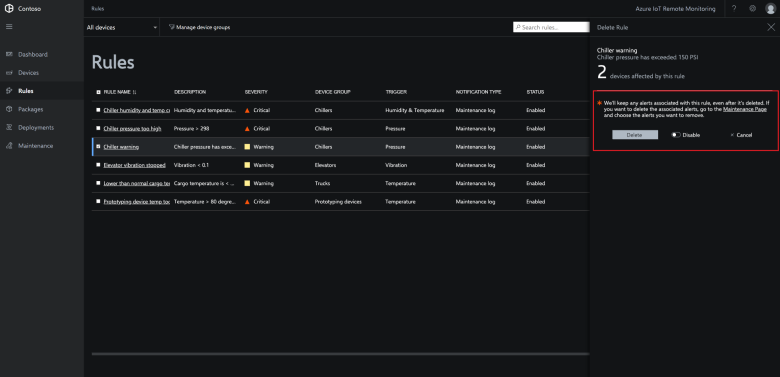 Contoso
Rules
Azure IoT Remote Monitoring
?
All devices
Manage device groups
Search rules...
Delete Rule
Dashboard
Devices
Rules
Packages
Deployments
Maintenance
Rules
RULE NAME DESCRIPTION SEVERITY DEVICE GROUP TRIGGER NOTIFICATION TYPE STATUS
Chiller humidity and temp cr Humidity and temperatu... Critical Chillers Humidity & Temperature Maintenance log Enabled
Chiller pressure too high Pressure > 298 Critical Chillers Pressure Maintenance log Enabled
Chiller warning Chiller pressure has exce... Warning Chillers Pressure Maintenance log Enabled
Elevator vibration stopped Vibration < 0.1 Warning Elevators Vibration Maintenance log Enabled
Lower than normal cargo te Cargo temperature is < ... Warning Trucks Temperature Maintenance log Enabled
Prototyping device temp too Temperature > 80 degre... Critical Prototyping devices Temperature Maintenance log Enabled
Chiller warning
Chiller pressure has exceeded 150 PSI
2 devices affected by this rule
We'll keep any alerts associated with this rule, even after it's deleted. If
you want to delete the associated alerts, go to the Maintenance Page
and choose the alerts you want to remove.
Delete Disable Cancel